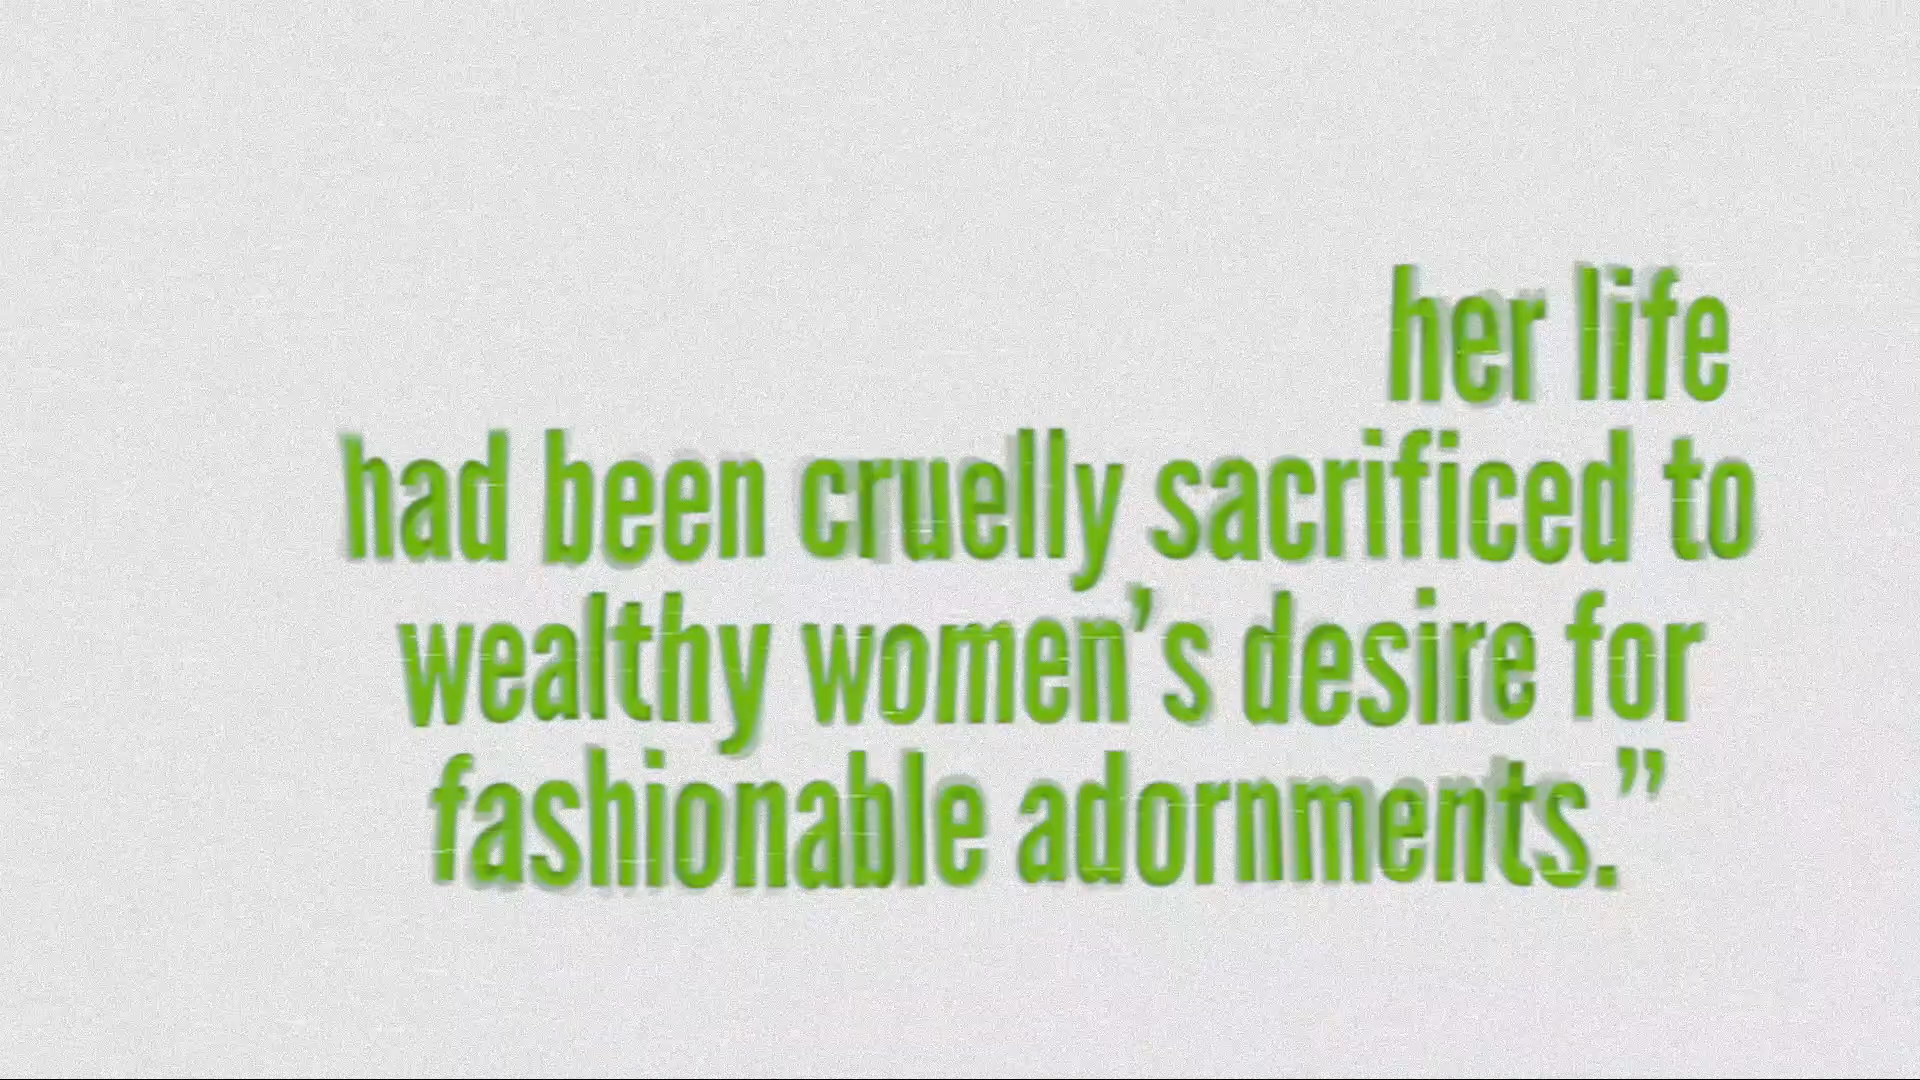 her life
had been cruelly sacrificed to
wealthy women’s desire for
fashionable adornments.”